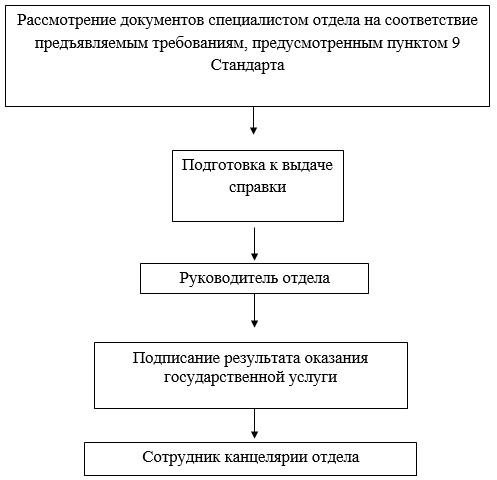 Рассмотрение документов специалистом отдела на соответствие
предъявляемым требованиям, предусмотренным пунктом 9
Стандарта
Подготовка к выдаче
справки
Руководитель отдела
Подписание результата оказания
государственной услуги
Сотрудник канцелярии отдела